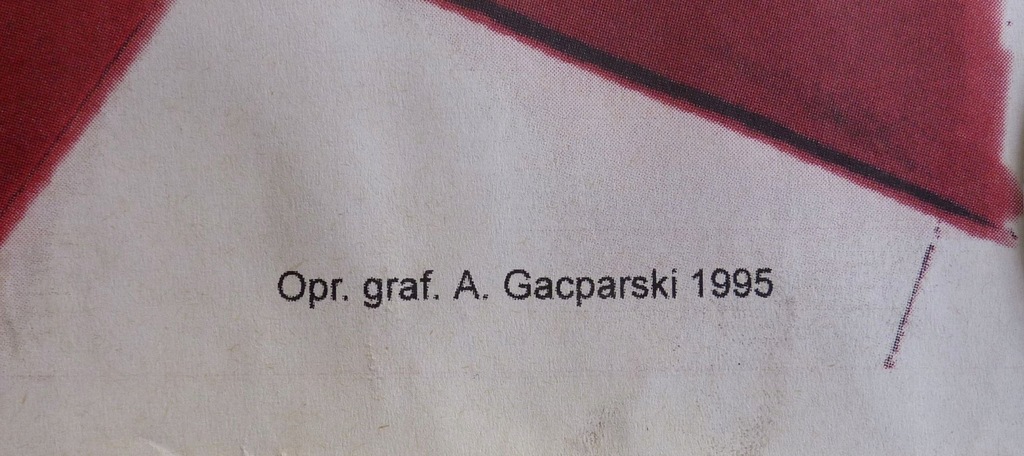 Opr. graf. A. Gacparski 1995